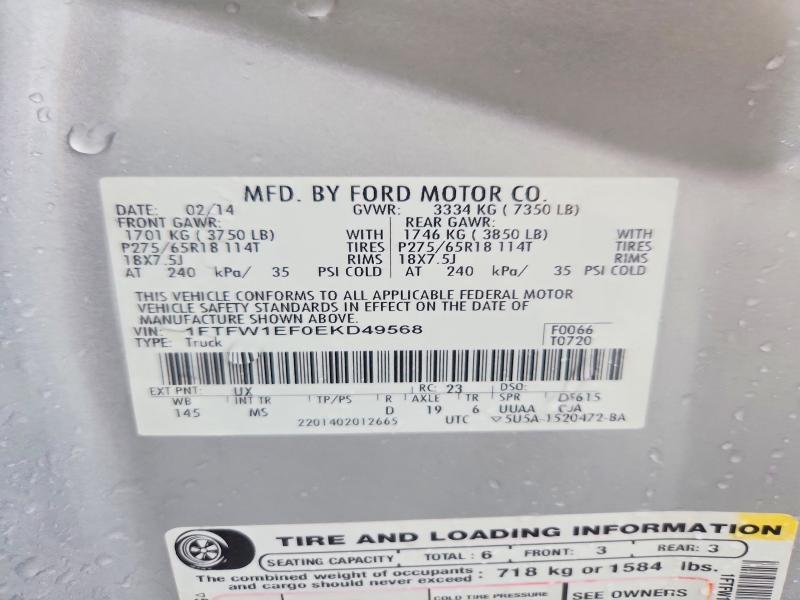 MFD. BY FORD MOTOR CO.
DATE: 02/14 GVWR: 3334 KG ( 7350 LB)
FRONT GAWR: REAR GAWR:
1701 KG ( 3750 LB) WITH 1746 KG ( 3850 LB) WITH
P275/65R18 114T TIRES P275/65R18 114T TIRES
18X7.5J RIMS 18X7.5J RIMS
AT 240 kPa/ 35 PSI COLD AT 240 kPa/ 35 PSI COLD
THIS VEHICLE CONFORMS TO ALL APPLICABLE FEDERAL MOTOR
VEHICLE SAFETY STANDARDS IN EFFECT ON THE DATE OF
MANUFACTURE SHOWN ABOVE.
VIN: 1FTFW1EF0EKD49568 F0066
TYPE: Truck T0720
EXT PNT: UX RC: 23 DSO:
WB INT TR TP/PS R AXLE TR SPR DF615
145 MS D 19 6 UUAA CJA
2201402012665 UTC 5U5A-1520472-BA
TIRE AND LOADING INFORMATION
SEATING CAPACITY TOTAL : 6 FRONT: 3 REAR: 3
The combined weight of occupants : 718 kg or 1584 lbs.
and cargo should never exceed
COLD TIRE PRESSURE SEE OWNERS